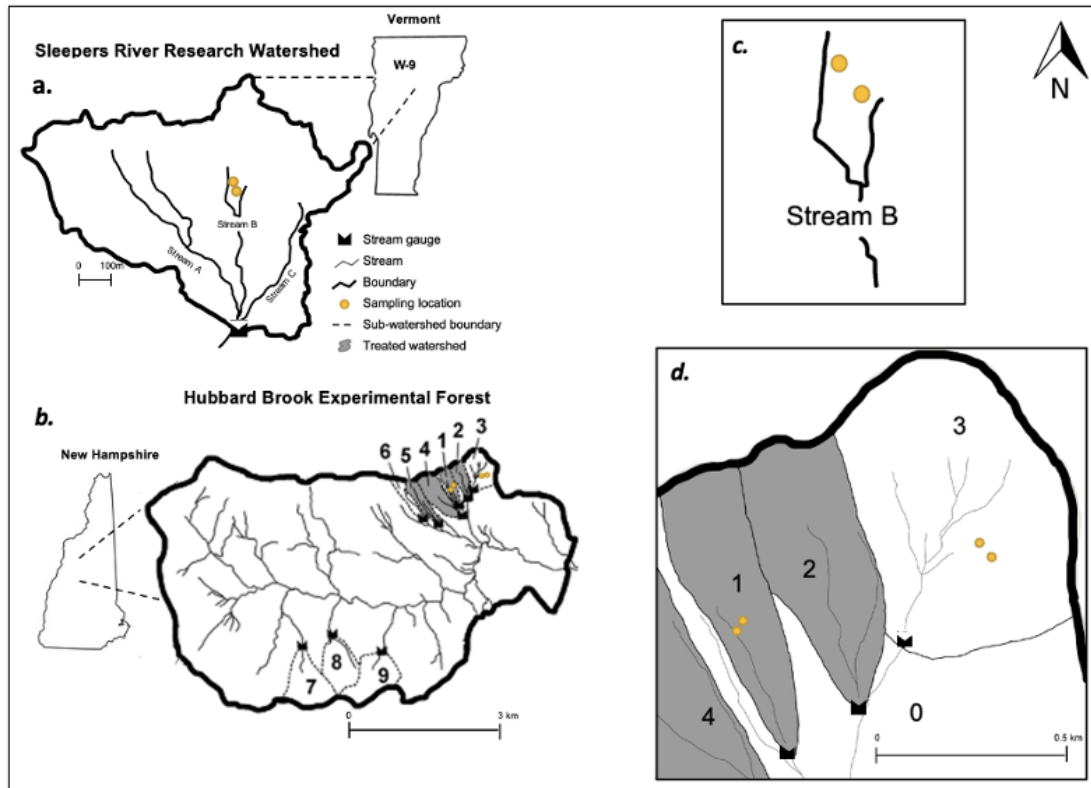 Sleepers River Research Watershed
Vermont
W-9
a.
Stream B
Stream A
Stream C
0 100m
Stream gauge
Stream
Boundary
Sampling location
Sub-watershed boundary
Treated watershed
Hubbard Brook Experimental Forest
b.
New Hampshire
6 5 4 1 2 3
7 8 9
0 3 km
c.
Stream B
N
d.
3
2
1
4
0
0 0.5 km